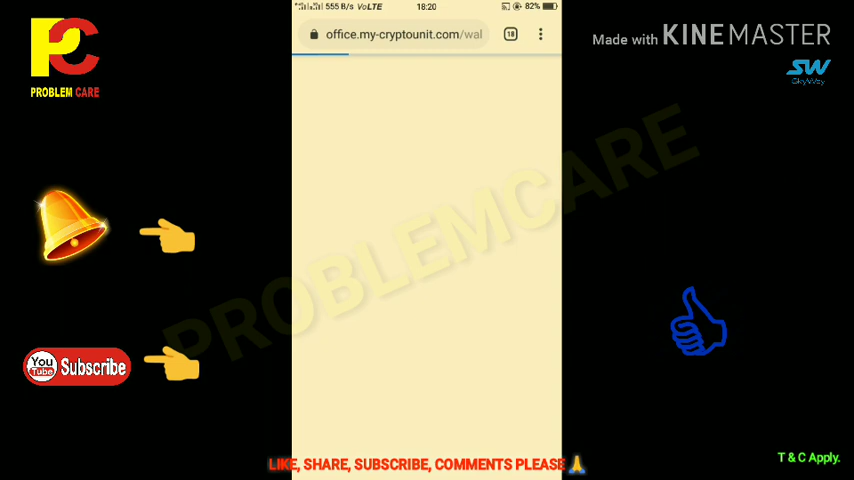 555 B/s VoLTE 18:20 82%
office.my-cryptounit.com/wal 18
Made with KINEMASTER
SW
SkyWay
PC
PROBLEM CARE
PROBLEMCARE
You
Tube Subscribe
LIKE, SHARE, SUBSCRIBE, COMMENTS PLEASE 🙏
T & C Apply.